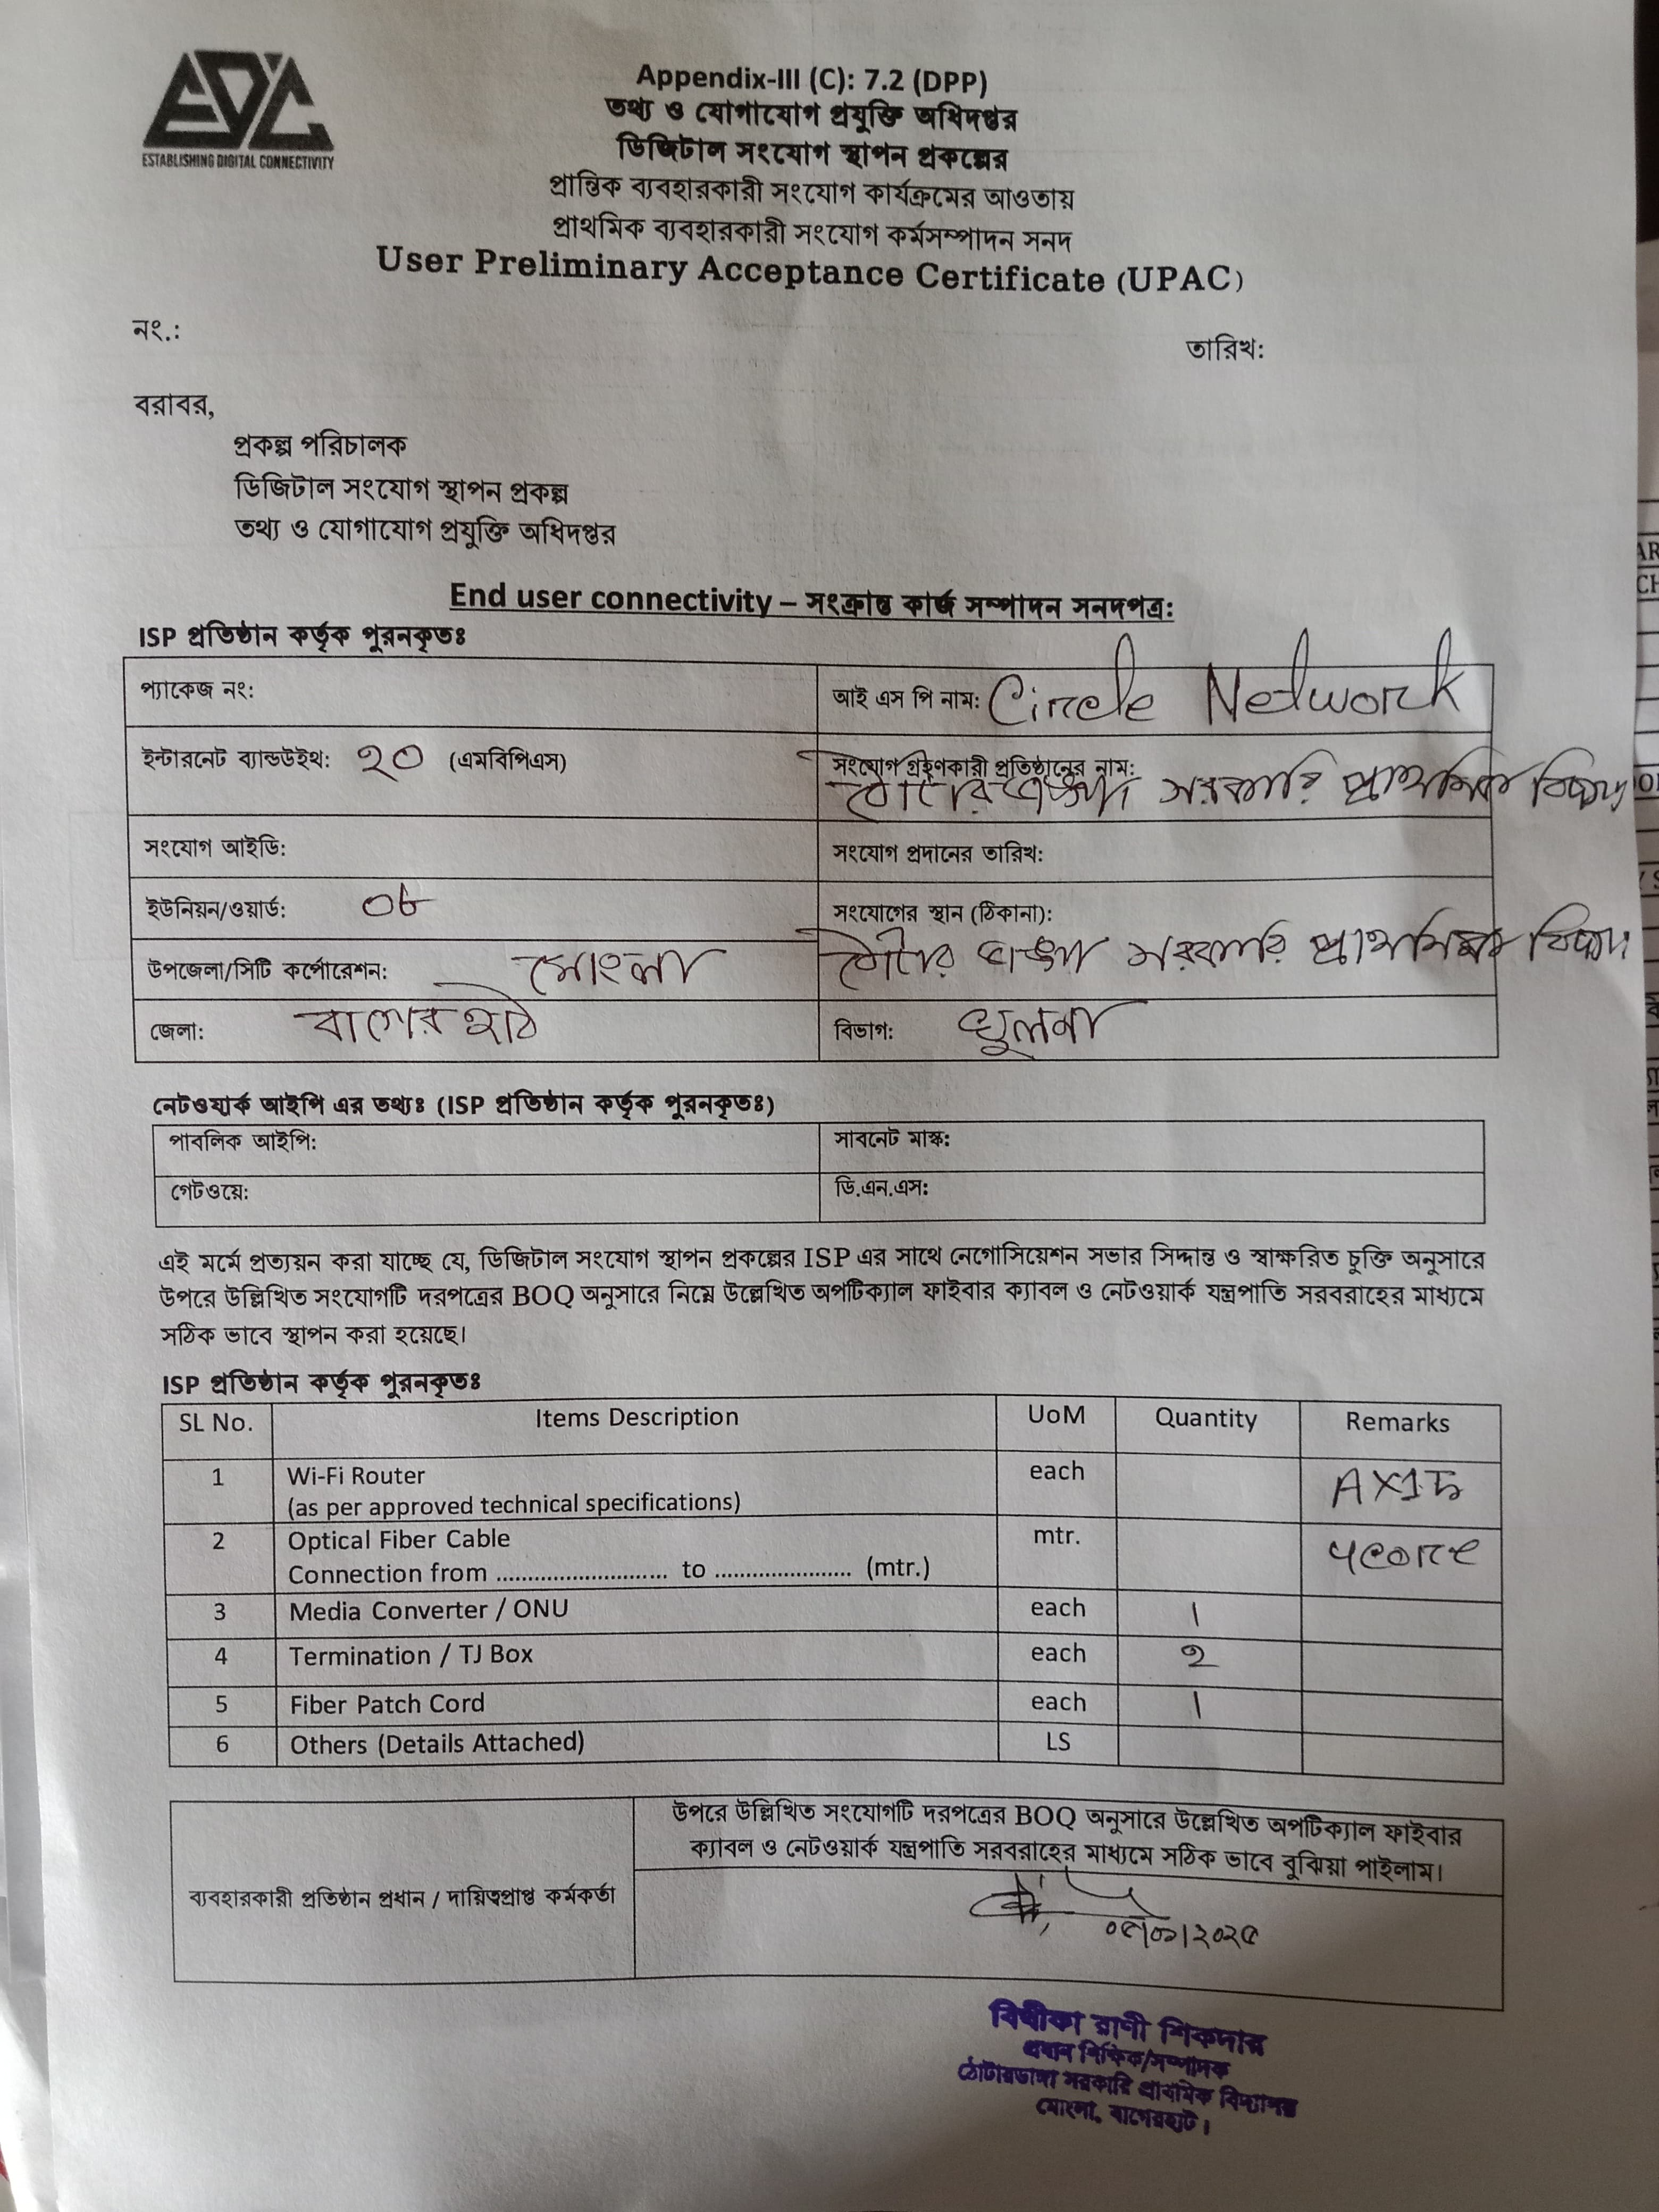 EDC
ESTABLISHING DIGITAL CONNECTIVITY
Appendix-III (C): 7.2 (DPP)
তথ্য ও যোগাযোগ প্রযুক্তি অধিদপ্তর
ডিজিটাল সংযোগ স্থাপন প্রকল্পের
প্রান্তিক ব্যবহারকারী সংযোগ কার্যক্রমের আওতায়
প্রাথমিক ব্যবহারকারী সংযোগ কর্মসম্পাদন সনদ
User Preliminary Acceptance Certificate (UPAC)
নং.:
তারিখ:
বরাবর,
প্রকল্প পরিচালক
ডিজিটাল সংযোগ স্থাপন প্রকল্প
তথ্য ও যোগাযোগ প্রযুক্তি অধিদপ্তর
End user connectivity – সংক্রান্ত কার্জ সম্পাদন সনদপত্র:
ISP প্রতিষ্ঠান কর্তৃক পুরনকৃতঃ
প্যাকেজ নং:
আই এস পি নাম: Circle Network
ইন্টারনেট ব্যান্ডউইথ: ২০ (এমবিপিএস)
সংযোগ গ্রহণকারী প্রতিষ্ঠানের নাম:
সরকারি প্রাথমিক
সংযোগ আইডি:
সংযোগ প্রদানের তারিখ:
ইউনিয়ন/ওয়ার্ড: ০৮
সংযোগের স্থান (ঠিকানা):
সরকারি প্রাথমিক
উপজেলা/সিটি কর্পোরেশন: মোংলা
জেলা: বাগেরহাট
বিভাগ: খুলনা
নেটওয়ার্ক আইপি এর তথ্যঃ (ISP প্রতিষ্ঠান কর্তৃক পুরনকৃতঃ)
পাবলিক আইপি:
সাবনেট মাস্ক:
গেটওয়ে:
ডি.এন.এস:
এই মর্মে প্রত্যয়ন করা যাচ্ছে যে, ডিজিটাল সংযোগ স্থাপন প্রকল্পের ISP এর সাথে নেগোসিয়েশন সভার সিদ্দান্ত ও স্বাক্ষরিত চুক্তি অনুসারে
উপরে উল্লিখিত সংযোগটি দরপত্রের BOQ অনুসারে নিম্নে উল্লেখিত অপটিক্যাল ফাইবার ক্যাবল ও নেটওয়ার্ক যন্ত্রপাতি সরবরাহের মাধ্যমে
সঠিক ভাবে স্থাপন করা হয়েছে।
ISP প্রতিষ্ঠান কর্তৃক পুরনকৃতঃ
SL No. Items Description UoM Quantity Remarks
1 Wi-Fi Router each AX15
(as per approved technical specifications)
2 Optical Fiber Cable mtr. 4core
Connection from ............................ to ...................... (mtr.)
3 Media Converter / ONU each 1
4 Termination / TJ Box each ২
5 Fiber Patch Cord each 1
6 Others (Details Attached) LS
উপরে উল্লিখিত সংযোগটি দরপত্রের BOQ অনুসারে উল্লেখিত অপটিক্যাল ফাইবার
ক্যাবল ও নেটওয়ার্ক যন্ত্রপাতি সরবরাহের মাধ্যমে সঠিক ভাবে বুঝিয়া পাইলাম।
ব্যবহারকারী প্রতিষ্ঠান প্রধান / দায়িত্বপ্রাপ্ত কর্মকর্তা
বিথীকা রাণী শিকদার
প্রধান শিক্ষিক/সম্পাদক
ঠোটারডাঙ্গা সরকারি প্রাথমিক বিদ্যালয়
মোংলা, বাগেরহাট।